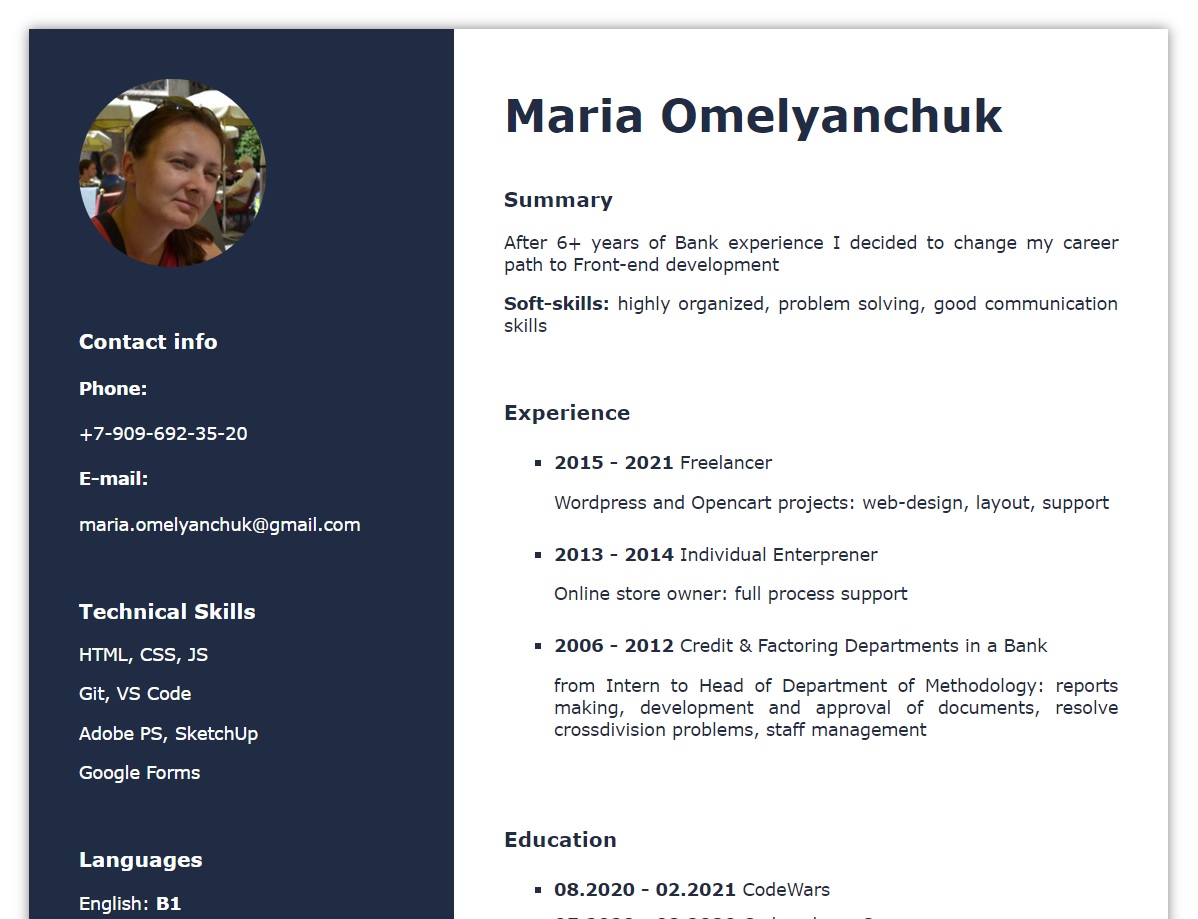 Contact info
Phone:
+7-909-692-35-20
E-mail:
maria.omelyanchuk@gmail.com
Technical Skills
HTML, CSS, JS
Git, VS Code
Adobe PS, SketchUp
Google Forms
Languages
English: B1
Maria Omelyanchuk
Summary
After 6+ years of Bank experience I decided to change my career
path to Front-end development
Soft-skills: highly organized, problem solving, good communication
skills
Experience
2015 - 2021 Freelancer
Wordpress and Opencart projects: web-design, layout, support
2013 - 2014 Individual Enterprener
Online store owner: full process support
2006 - 2012 Credit & Factoring Departments in a Bank
from Intern to Head of Department of Methodology: reports
making, development and approval of documents, resolve
crossdivision problems, staff management
Education
08.2020 - 02.2021 CodeWars